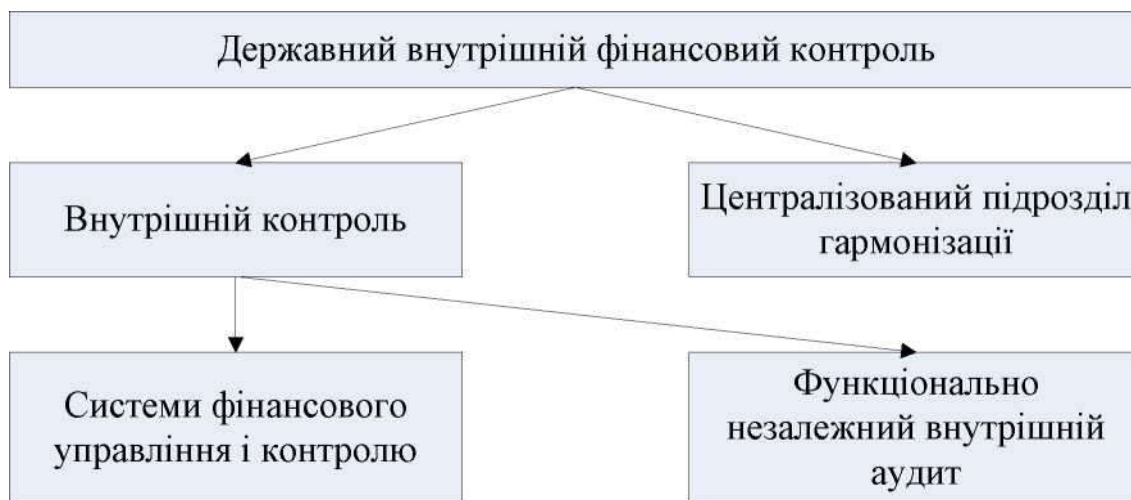 Державний внутрішній фінансовий контроль
Внутрішній контроль
Централізований підрозділ
гармонізації
Системи фінансового
управління і контролю
Функціонально
незалежний внутрішній
аудит